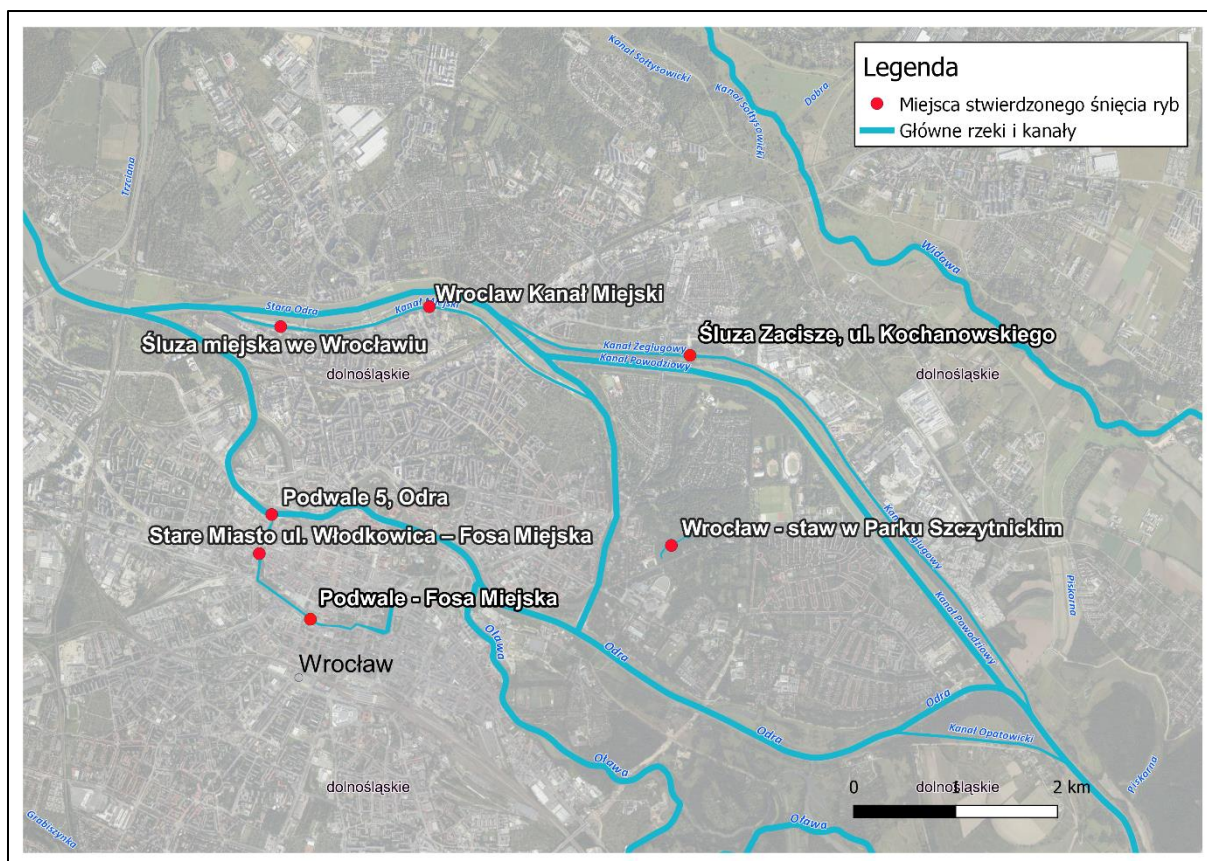 Kanał Sołtysowicki
Kanał Sołtysowicki
Dobra
Legenda
Miejsca stwierdzonego śnięcia ryb
Główne rzeki i kanały
Trzciana
Widawa
Stara Odra
Kanał Miejski
Wroclaw Kanał Miejski
Śluza miejska we Wrocławiu
dolnośląskie
Kanał Żeglugowy
Kanał Powodziowy
Śluza Zacisze, ul. Kochanowskiego
dolnośląskie
Podwale 5, Odra
Stare Miasto ul. Włodkowica – Fosa Miejska
Wrocław - staw w Parku Szczytnickim
Kanał Żeglugowy
Piskorna
Podwale - Fosa Miejska
Kanał Powodziowy
Oława
Odra
Wrocław
Odra
Odra
Kanał Opatowicki
Oława
Piskorna
dolnośląskie
0 1 2 km
dolnośląskie
Grabiszynka
Oława